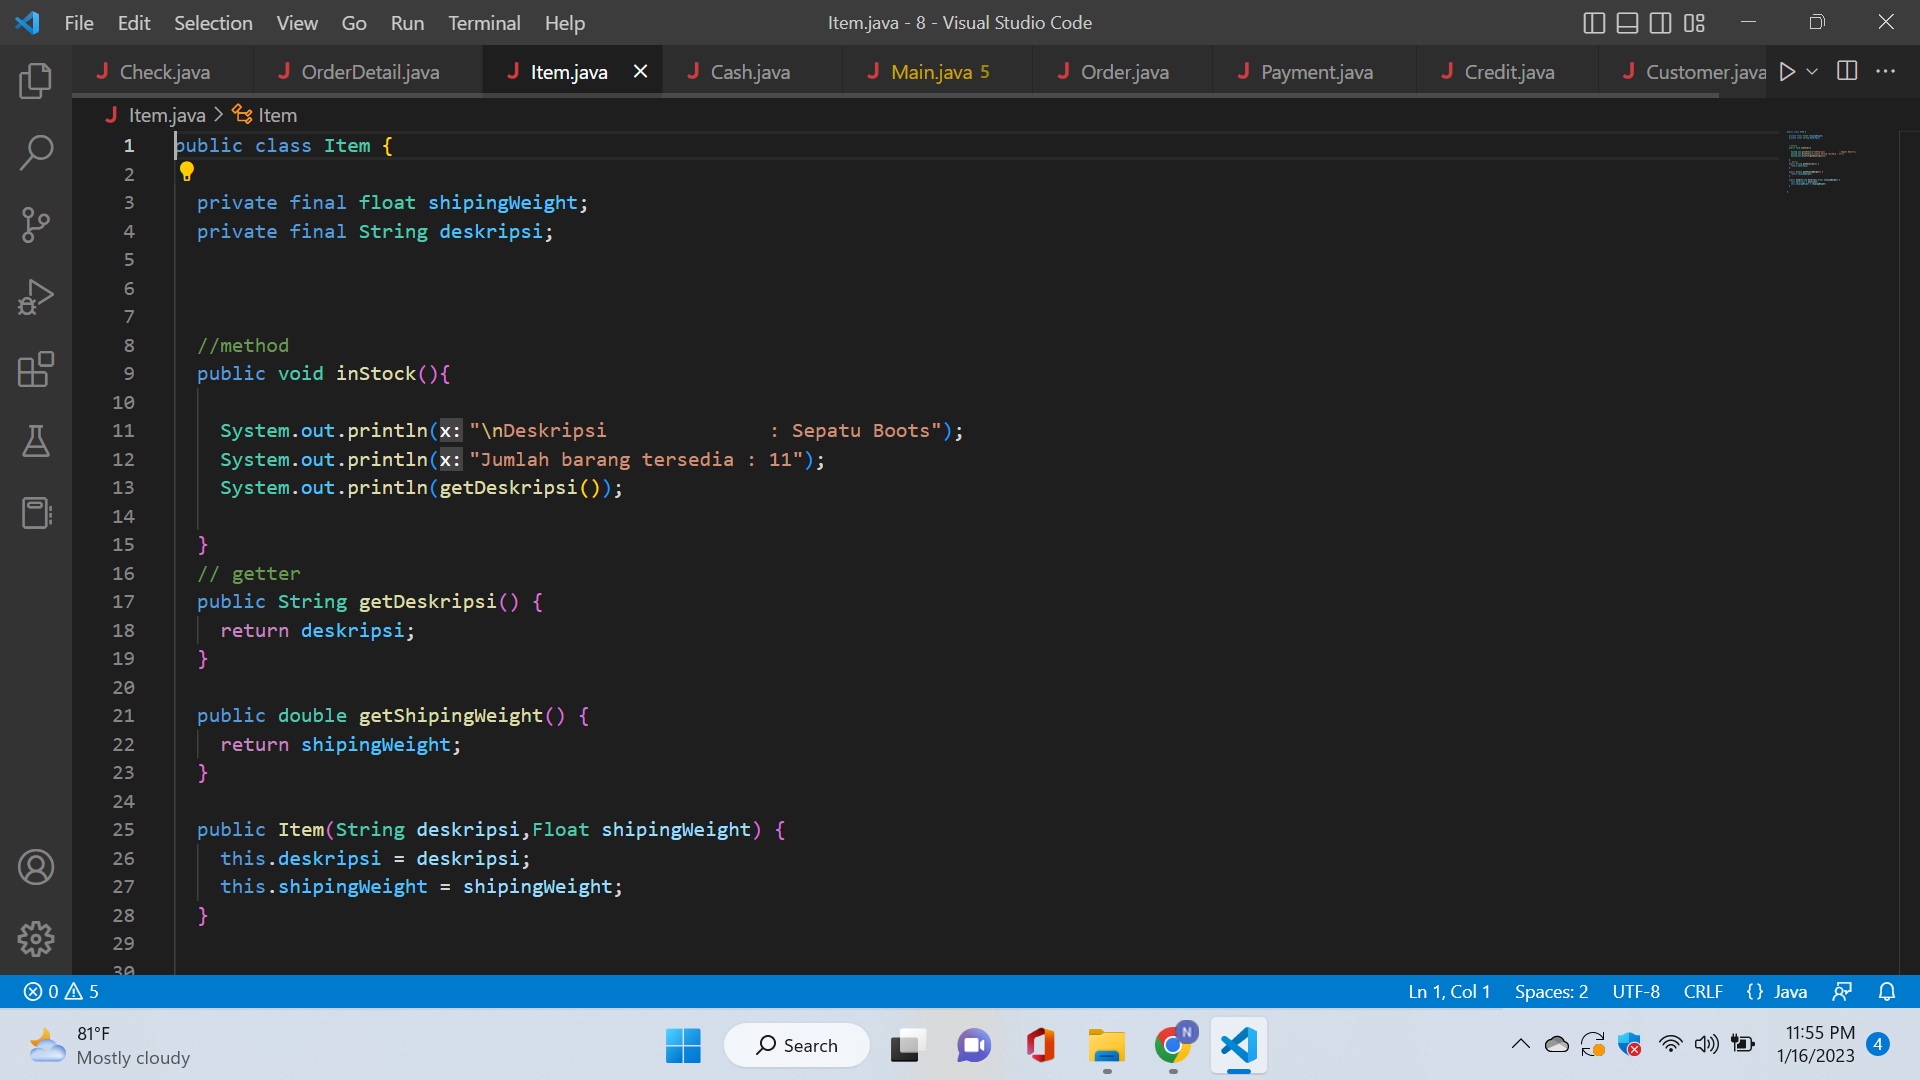 File Edit Selection View Go Run Terminal Help Item.java - 8 - Visual Studio Code
Check.java OrderDetail.java Item.java Cash.java Main.java 5 Order.java Payment.java Credit.java Customer.java
Item.java > Item
1 public class Item {
2
3 private final float shipingWeight;
4 private final String deskripsi;
5
6
7
8 //method
9 public void inStock(){
10
11 System.out.println(x: "\nDeskripsi              : Sepatu Boots");
12 System.out.println(x: "Jumlah barang tersedia : 11");
13 System.out.println(getDeskripsi());
14
15 }
16 // getter
17 public String getDeskripsi() {
18 return deskripsi;
19 }
20
21 public double getShipingWeight() {
22 return shipingWeight;
23 }
24
25 public Item(String deskripsi,Float shipingWeight) {
26 this.deskripsi = deskripsi;
27 this.shipingWeight = shipingWeight;
28 }
29
30
0 5 Ln 1, Col 1 Spaces: 2 UTF-8 CRLF {} Java
81°F
Mostly cloudy
Search
N
11:55 PM
1/16/2023
4